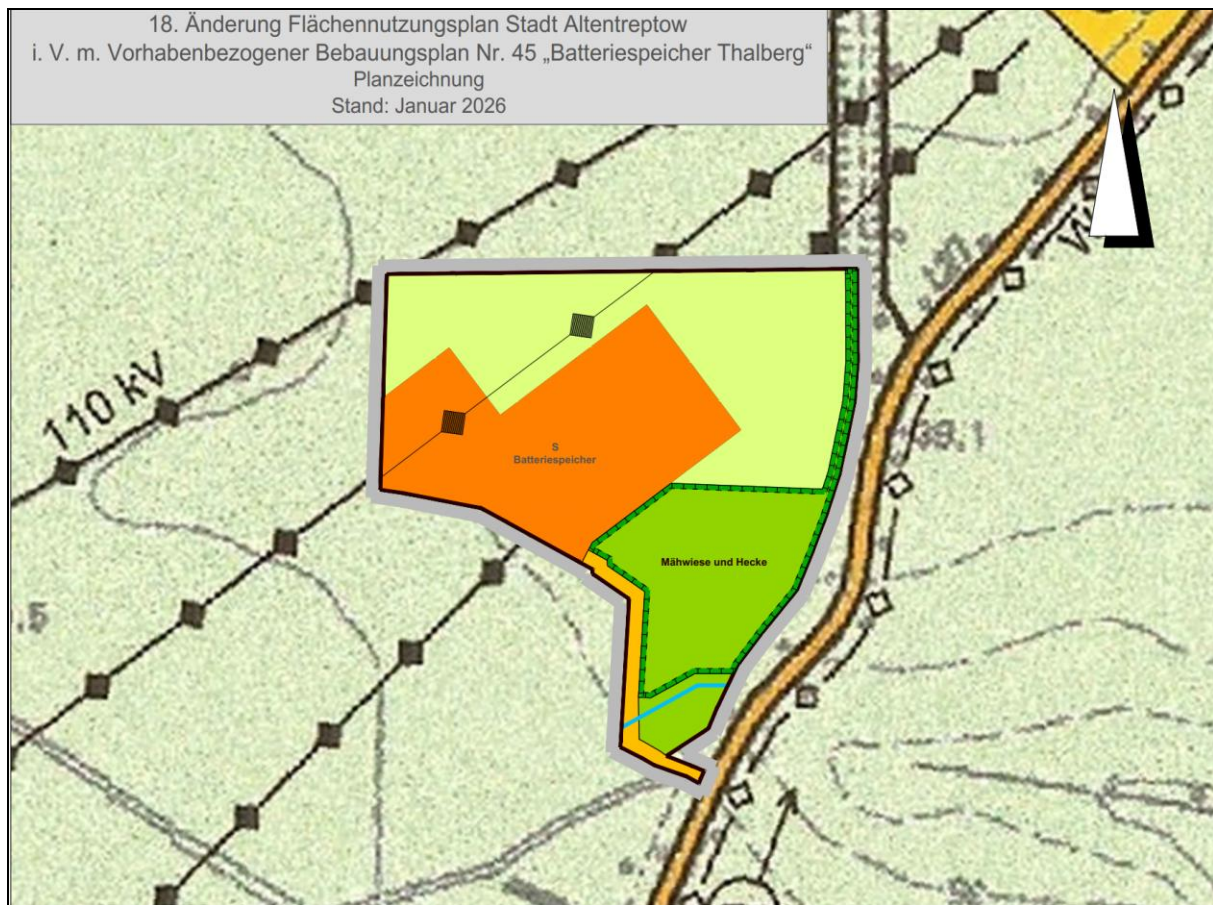 18. Änderung Flächennutzungsplan Stadt Altentreptow
i. V. m. Vorhabenbezogener Bebauungsplan Nr. 45 „Batteriespeicher Thalberg“
Planzeichnung
Stand: Januar 2026
110 kV
S
Batteriespeicher
Mähwiese und Hecke